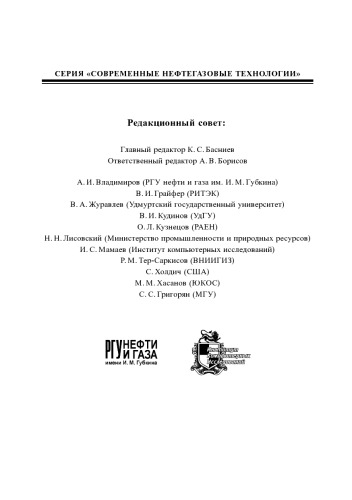 СЕРИЯ «СОВРЕМЕННЫЕ НЕФТЕГАЗОВЫЕ ТЕХНОЛОГИИ»
Редакционный совет:
Главный редактор К. С. Басниев
Ответственный редактор А. В. Борисов
А. И. Владимиров (РГУ нефти и газа им. И. М. Губкина)
В. И. Грайфер (РИТЭК)
В. А. Журавлев (Удмуртский государственный университет)
В. И. Кудинов (УдГУ)
О. Л. Кузнецов (РАЕН)
Н. Н. Лисовский (Министерство промышленности и природных ресурсов)
И. С. Мамаев (Институт компьютерных исследований)
Р. М. Тер-Саркисов (ВНИИГИЗ)
С. Холдич (США)
М. М. Хасанов (ЮКОС)
С. С. Григорян (МГУ)
РГУ НЕФТИ И ГАЗА
имени И. М. Губкина
Институт
компьютерных
исследований